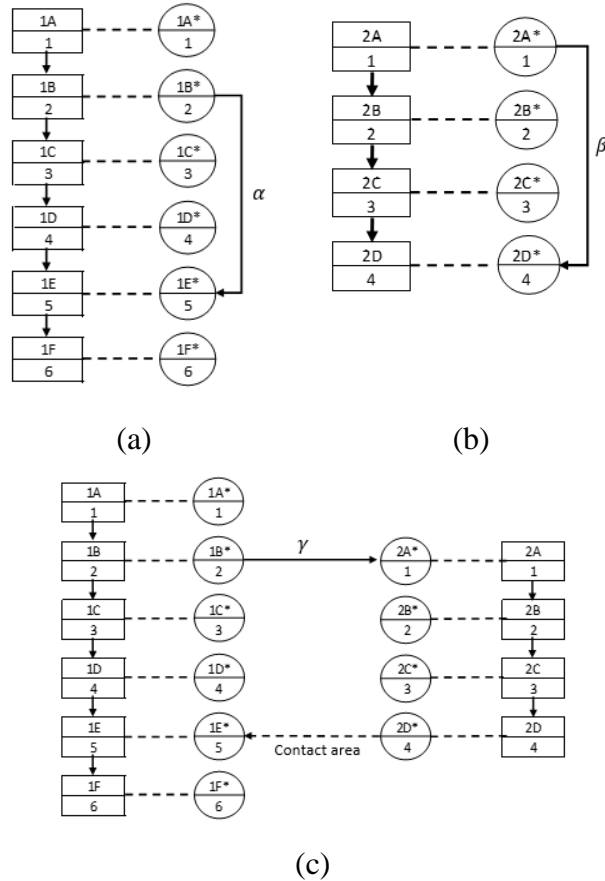 1A 1A*
1 1
1B 1B*
2 2
1C 1C*
3 3
α
1D 1D*
4 4
1E 1E*
5 5
1F 1F*
6 6
(a)
2A 2A*
1 1
2B 2B*
2 2
β
2C 2C*
3 3
2D 2D*
4 4
(b)
1A 1A*
1 1
γ
1B 1B* 2A* 2A
2 2 1 1
1C 1C* 2B* 2B
3 3 2 2
1D 1D* 2C* 2C
4 4 3 3
1E 1E* 2D* 2D
5 5 4 4
Contact area
1F 1F*
6 6
(c)